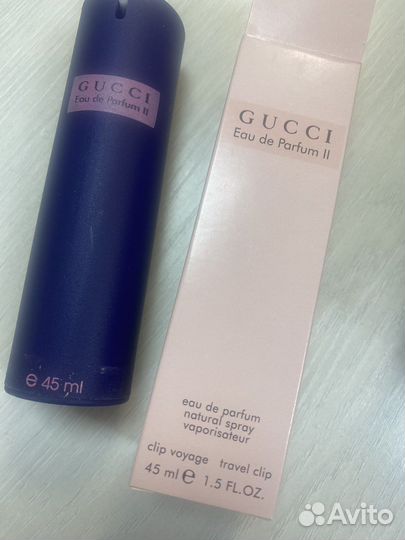 GUCCI
Eau de Parfum II
e 45 ml
GUCCI
Eau de Parfum II
eau de parfum
natural spray
vaporisateur
clip voyage travel clip
45 ml e 1.5 FL.OZ.
Avito